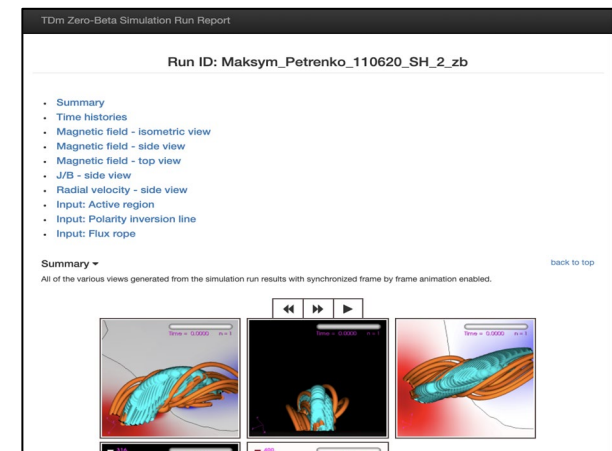 TDm Zero-Beta Simulation Run Report
Run ID: Maksym_Petrenko_110620_SH_2_zb
Summary
Time histories
Magnetic field - isometric view
Magnetic field - side view
Magnetic field - top view
J/B - side view
Radial velocity - side view
Input: Active region
Input: Polarity inversion line
Input: Flux rope
Summary
back to top
All of the various views generated from the simulation run results with synchronized frame by frame animation enabled.
Time = 0.0000 n = 1
Time = 0.0000 n = 1
Time = 0.0000 n = 1